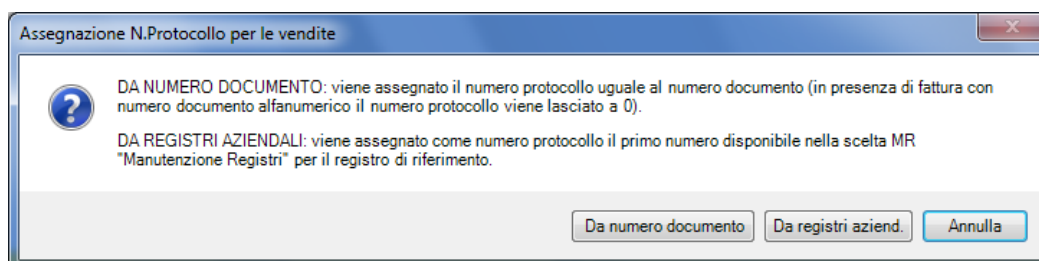 Assegnazione N.Protocollo per le vendite
DA NUMERO DOCUMENTO: viene assegnato il numero protocollo uguale al numero documento (in presenza di fattura con
numero documento alfanumerico il numero protocollo viene lasciato a 0).
DA REGISTRI AZIENDALI: viene assegnato come numero protocollo il primo numero disponibile nella scelta MR
"Manutenzione Registri" per il registro di riferimento.
Da numero documento Da registri aziend. Annulla